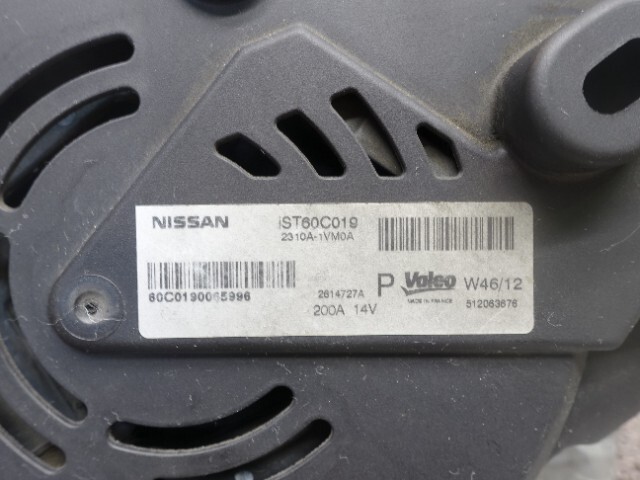 NISSAN iST60C019
2310A-1VM0A
60C0190065996 2614727A P Valeo W46/12
MADE IN FRANCE 512063676
200A 14V